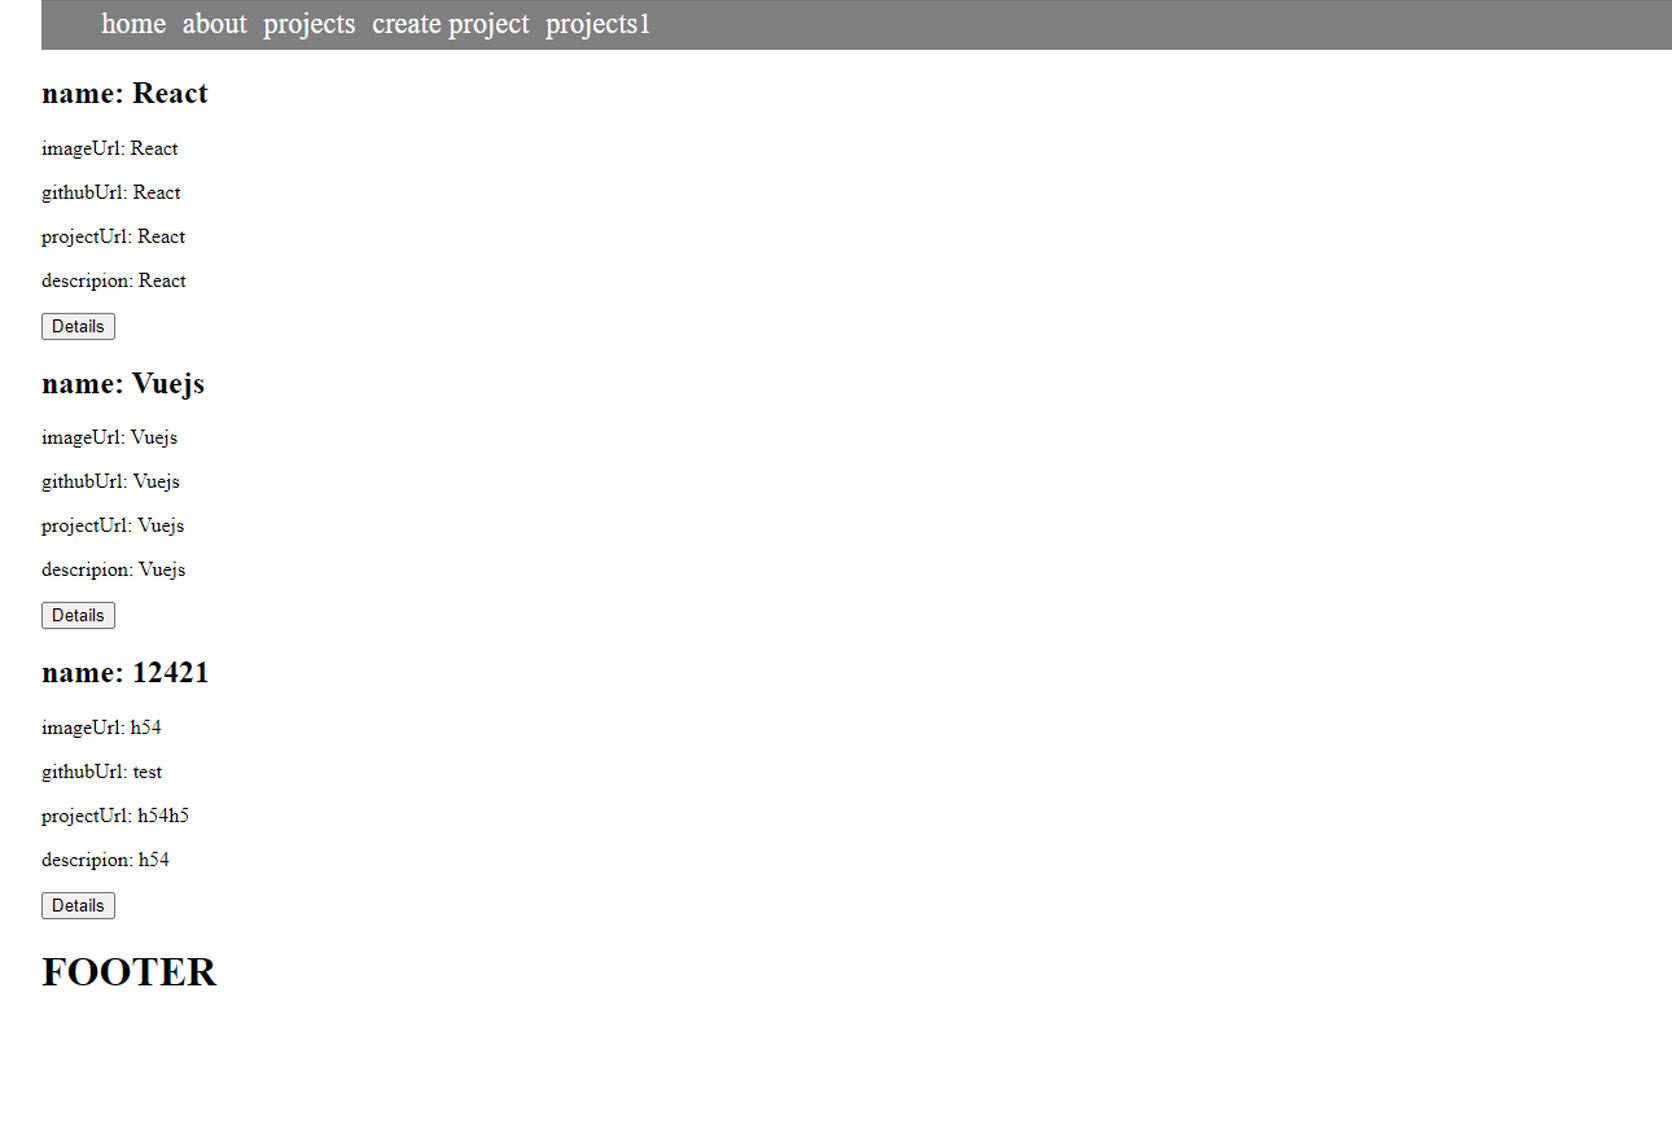 home about projects create project projects1
name: React
imageUrl: React
githubUrl: React
projectUrl: React
descripion: React
Details
name: Vuejs
imageUrl: Vuejs
githubUrl: Vuejs
projectUrl: Vuejs
descripion: Vuejs
Details
name: 12421
imageUrl: h54
githubUrl: test
projectUrl: h54h5
descripion: h54
Details
FOOTER